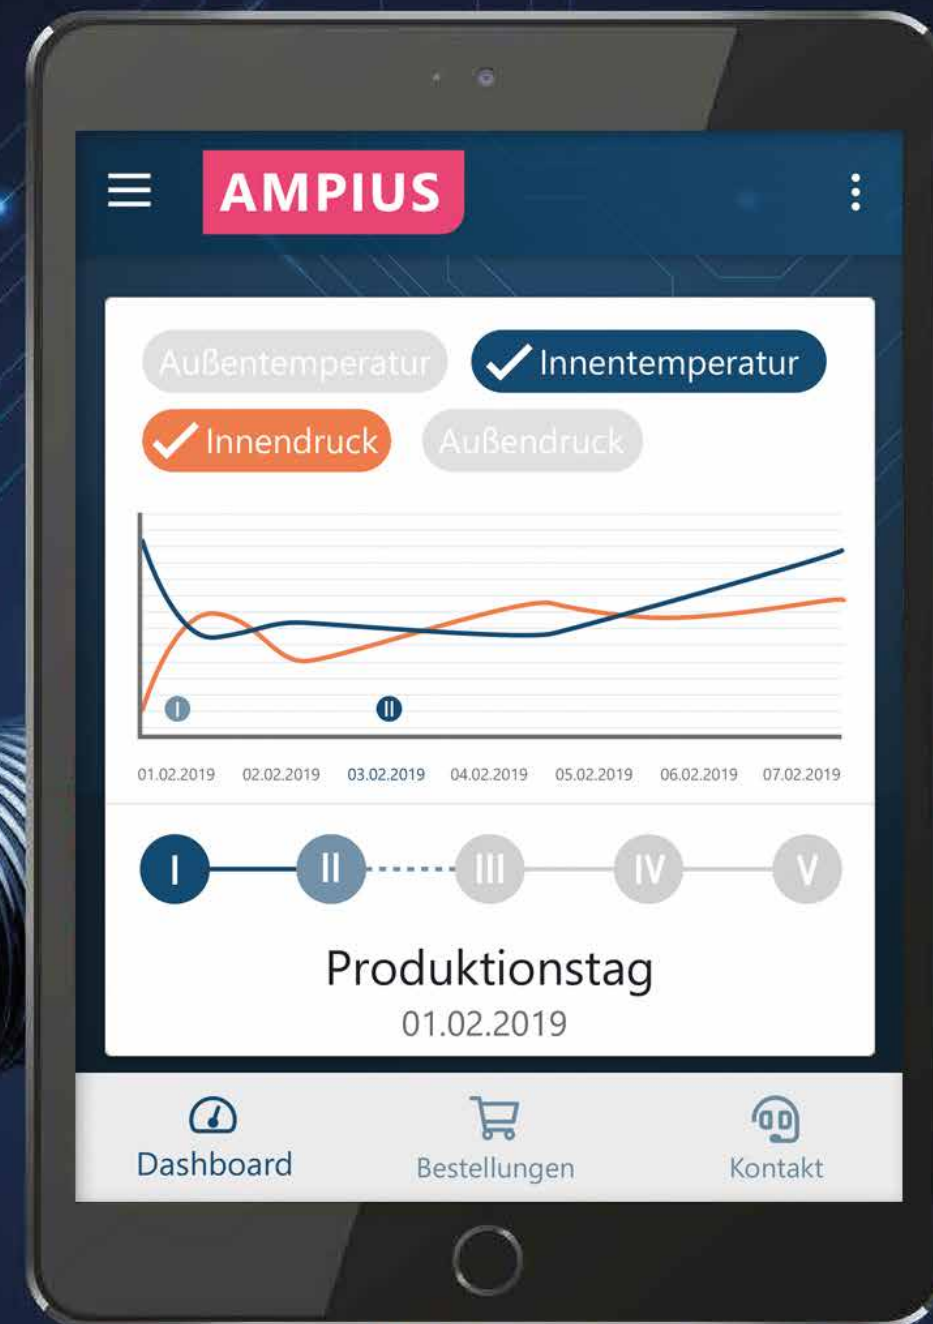 AMPIUS
Außentemperatur
Innentemperatur
Innendruck
Außendruck
I
II
01.02.2019 02.02.2019 03.02.2019 04.02.2019 05.02.2019 06.02.2019 07.02.2019
I II III IV V
Produktionstag
01.02.2019
Dashboard
Bestellungen
Kontakt